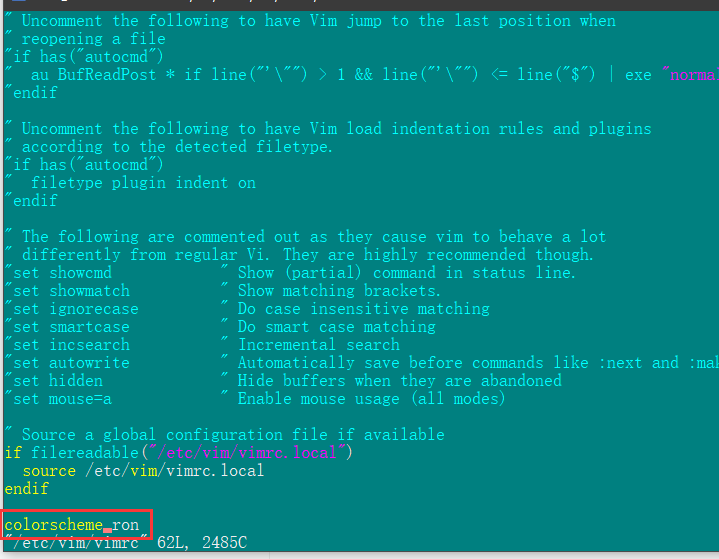 " Uncomment the following to have Vim jump to the last position when
" reopening a file
"if has("autocmd")
"  au BufReadPost * if line("'\"") > 1 && line("'\"") <= line("$") | exe "norma
"endif
" Uncomment the following to have Vim load indentation rules and plugins
" according to the detected filetype.
"if has("autocmd")
"  filetype plugin indent on
"endif
" The following are commented out as they cause vim to behave a lot
" differently from regular Vi. They are highly recommended though.
"set showcmd            " Show (partial) command in status line.
"set showmatch          " Show matching brackets.
"set ignorecase         " Do case insensitive matching
"set smartcase          " Do smart case matching
"set incsearch          " Incremental search
"set autowrite          " Automatically save before commands like :next and :mak
"set hidden             " Hide buffers when they are abandoned
"set mouse=a            " Enable mouse usage (all modes)
" Source a global configuration file if available
if filereadable("/etc/vim/vimrc.local")
  source /etc/vim/vimrc.local
endif
colorscheme ron
"/etc/vim/vimrc" 62L, 2485C